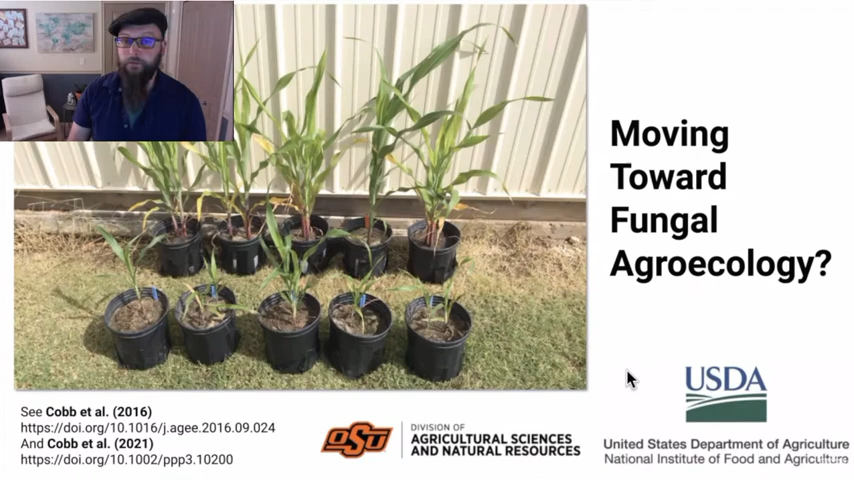 Moving
Toward
Fungal
Agroecology?
See Cobb et al. (2016)
https://doi.org/10.1016/j.agee.2016.09.024
And Cobb et al. (2021)
https://doi.org/10.1002/ppp3.10200
OSU
DIVISION OF
AGRICULTURAL SCIENCES
AND NATURAL RESOURCES
USDA
United States Department of Agriculture
National Institute of Food and Agriculture